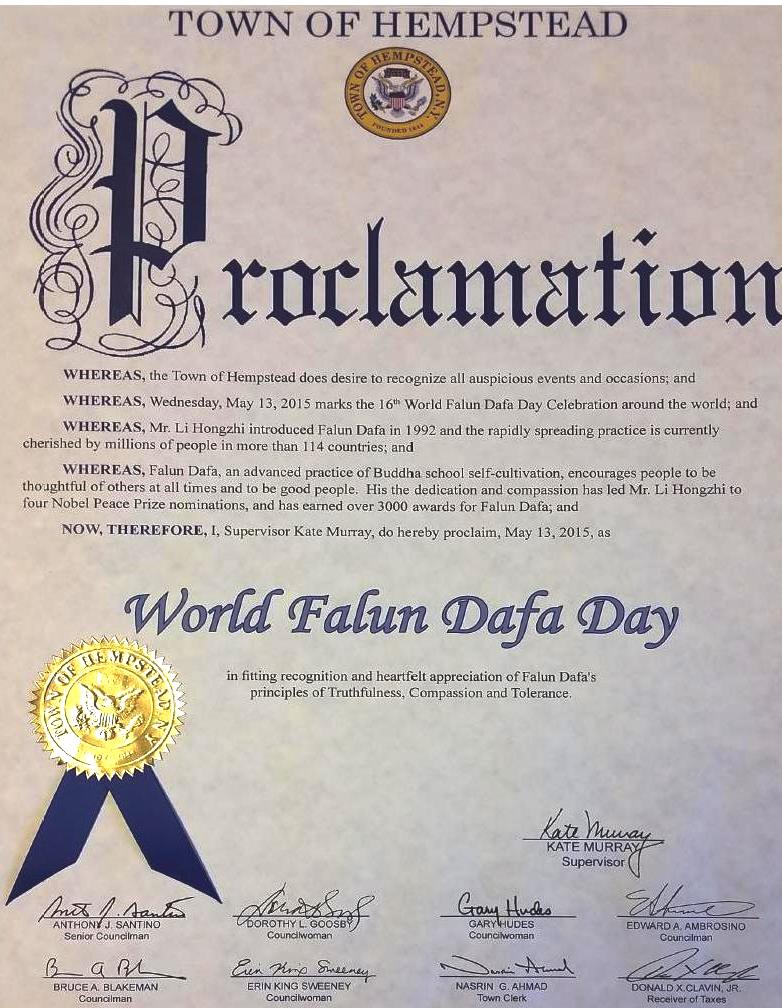 TOWN OF HEMPSTEAD
TOWN OF HEMPSTEAD, N.Y.
FOUNDED 1644
Proclamation
WHEREAS, the Town of Hempstead does desire to recognize all auspicious events and occasions; and
WHEREAS, Wednesday, May 13, 2015 marks the 16th World Falun Dafa Day Celebration around the world; and
WHEREAS, Mr. Li Hongzhi introduced Falun Dafa in 1992 and the rapidly spreading practice is currently
cherished by millions of people in more than 114 countries; and
WHEREAS, Falun Dafa, an advanced practice of Buddha school self-cultivation, encourages people to be
thoughtful of others at all times and to be good people. His the dedication and compassion has led Mr. Li Hongzhi to
four Nobel Peace Prize nominations, and has earned over 3000 awards for Falun Dafa; and
NOW, THEREFORE, I, Supervisor Kate Murray, do hereby proclaim, May 13, 2015, as
World Falun Dafa Day
in fitting recognition and heartfelt appreciation of Falun Dafa's
principles of Truthfulness, Compassion and Tolerance.
TOWN OF HEMPSTEAD N.Y.
Kate Murray
KATE MURRAY
Supervisor
ANTHONY J. SANTINO
Senior Councilman
DOROTHY L. GOOSBY
Councilwoman
Gary Hudes
GARY HUDES
Councilwoman
EDWARD A. AMBROSINO
Councilman
BRUCE A. BLAKEMAN
Councilman
Erin King Sweeney
ERIN KING SWEENEY
Councilwoman
NASRIN G. AHMAD
Town Clerk
DONALD X.CLAVIN, JR.
Receiver of Taxes